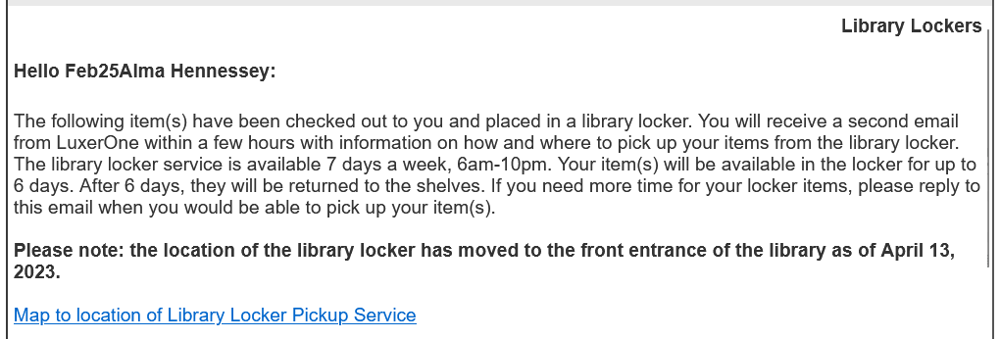 Library Lockers
Hello Feb25Alma Hennessey:
The following item(s) have been checked out to you and placed in a library locker. You will receive a second email
from LuxerOne within a few hours with information on how and where to pick up your items from the library locker.
The library locker service is available 7 days a week, 6am-10pm. Your item(s) will be available in the locker for up to
6 days. After 6 days, they will be returned to the shelves. If you need more time for your locker items, please reply to
this email when you would be able to pick up your item(s).
Please note: the location of the library locker has moved to the front entrance of the library as of April 13,
2023.
Map to location of Library Locker Pickup Service